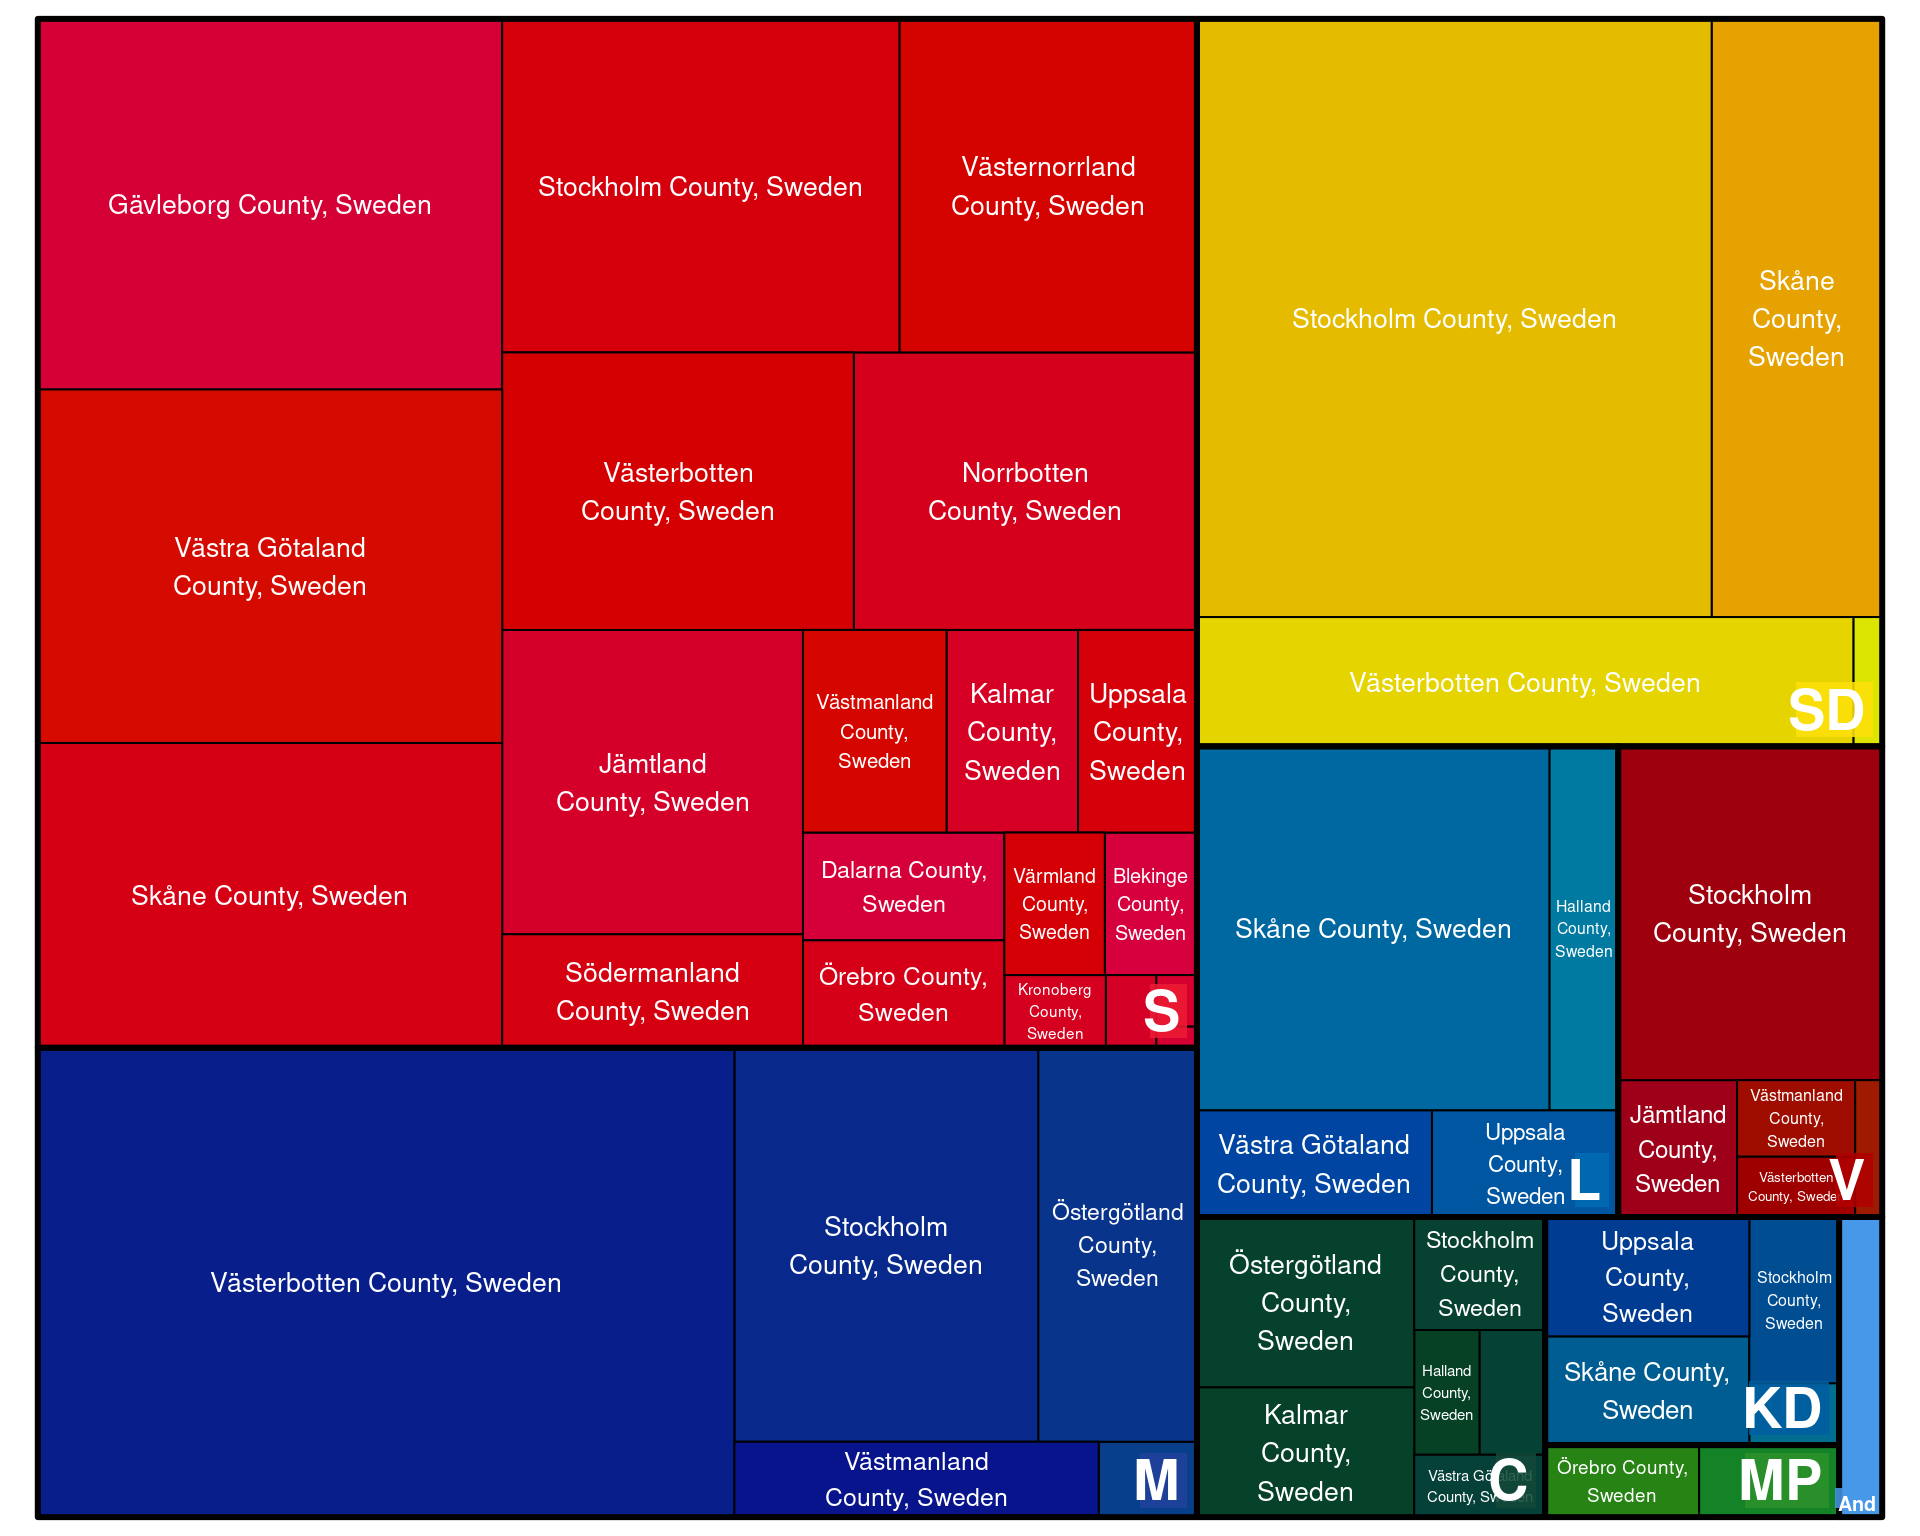 Gävleborg County, Sweden
Stockholm County, Sweden
Västernorrland
County, Sweden
Västra Götaland
County, Sweden
Västerbotten
County, Sweden
Norrbotten
County, Sweden
Skåne County, Sweden
Jämtland
County, Sweden
Västmanland
County,
Sweden
Kalmar
County,
Sweden
Uppsala
County,
Sweden
Dalarna County,
Sweden
Värmland
County,
Sweden
Blekinge
County,
Sweden
Södermanland
County, Sweden
Örebro County,
Sweden
Kronoberg
County,
Sweden
S
Västerbotten County, Sweden
Stockholm
County, Sweden
Östergötland
County,
Sweden
Västmanland
County, Sweden
M
Stockholm County, Sweden
Skåne
County,
Sweden
Västerbotten County, Sweden
SD
Skåne County, Sweden
Halland
County,
Sweden
Västra Götaland
County, Sweden
Uppsala
County,
Sweden
L
Stockholm
County, Sweden
Jämtland
County,
Sweden
Västmanland
County,
Sweden
Västerbotten
County, Sweden
V
Östergötland
County,
Sweden
Stockholm
County,
Sweden
Kalmar
County,
Sweden
Halland
County,
Sweden
Västra Götaland
County, Sweden
C
Uppsala
County,
Sweden
Stockholm
County,
Sweden
Skåne County,
Sweden
KD
Örebro County,
Sweden
MP
And